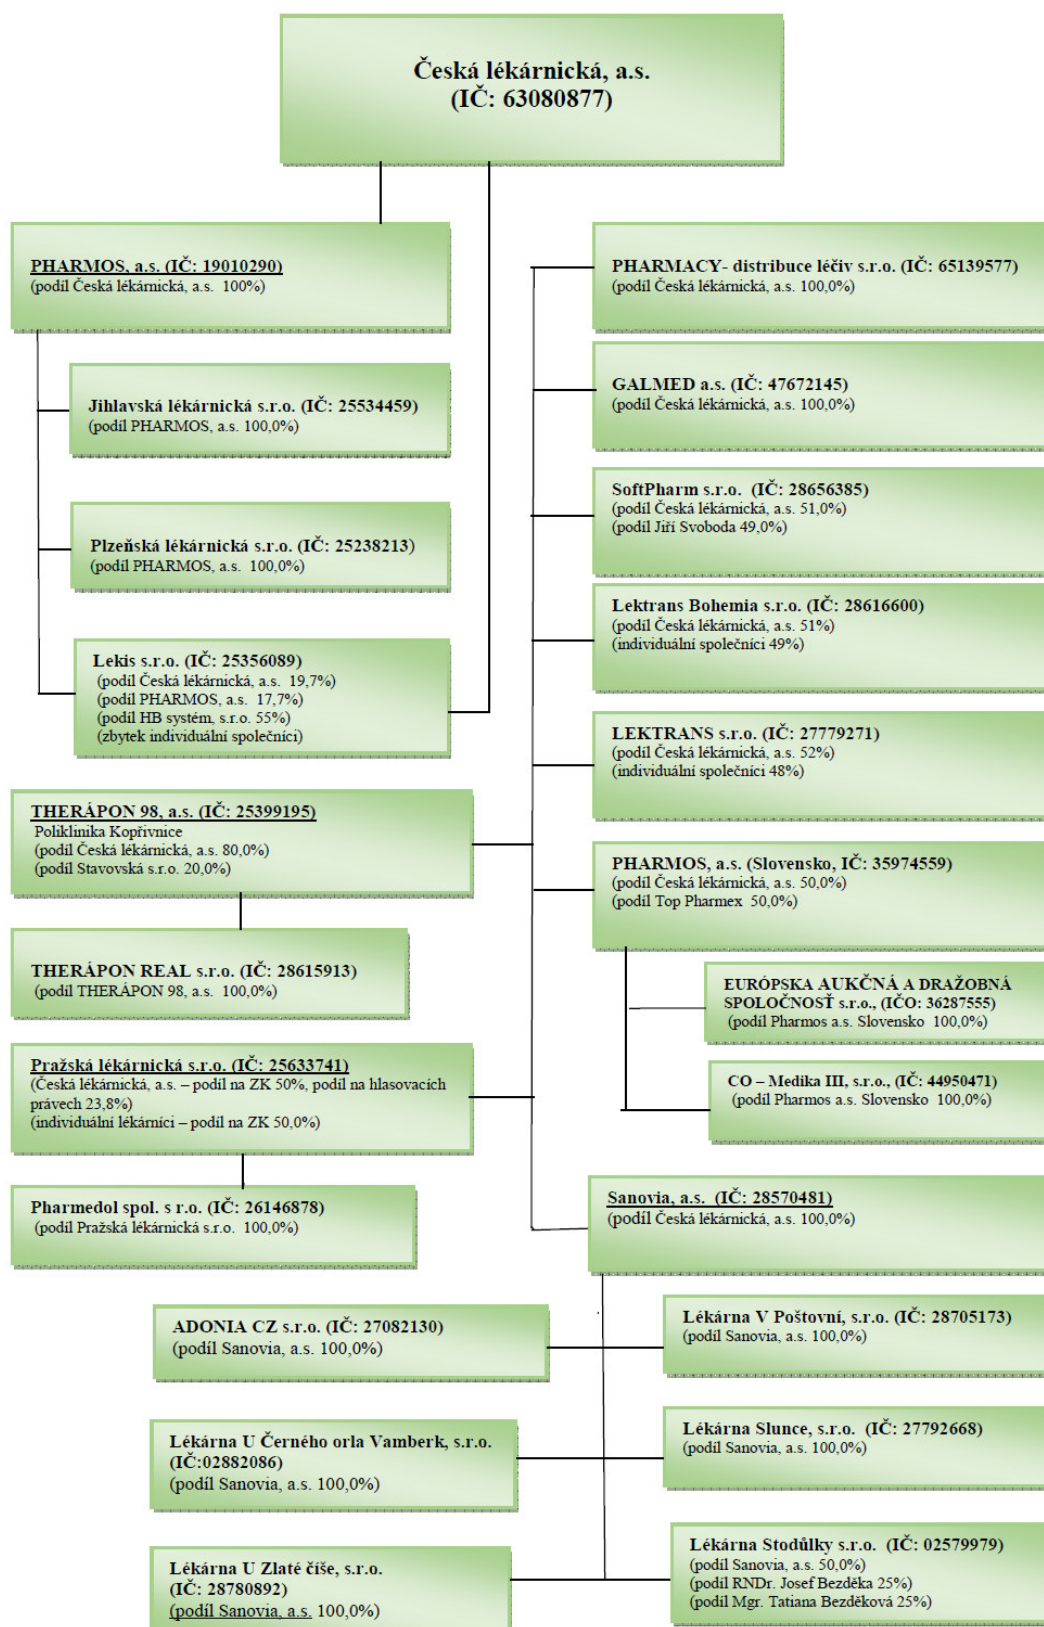 Česká lékárnická, a.s.
(IČ: 63080877)
PHARMOS, a.s. (IČ: 19010290)
(podíl Česká lékárnická, a.s.  100%)
Jihlavská lékárnická s.r.o. (IČ: 25534459)
(podíl PHARMOS, a.s.  100,0%)
Plzeňská lékárnická s.r.o. (IČ: 25238213)
(podíl PHARMOS, a.s.  100,0%)
Lekis s.r.o. (IČ: 25356089)
(podíl Česká lékárnická, a.s.  19,7%)
(podíl PHARMOS, a.s.  17,7%)
(podíl HB systém, s.r.o. 55%)
(zbytek individuální společníci)
THERÁPON 98, a.s. (IČ: 25399195)
Poliklinika Kopřivnice
(podíl Česká lékárnická, a.s. 80,0%)
(podíl Stavovská s.r.o. 20,0%)
THERÁPON REAL s.r.o. (IČ: 28615913)
(podíl THERÁPON 98, a.s.  100,0%)
Pražská lékárnická s.r.o. (IČ: 25633741)
(Česká lékárnická, a.s. – podíl na ZK 50%, podíl na hlasovacích
právech 23,8%)
(individuální lékárníci – podíl na ZK 50,0%)
Pharmedol spol. s r.o. (IČ: 26146878)
(podíl Pražská lékárnická s.r.o.  100,0%)
PHARMACY- distribuce léčiv s.r.o. (IČ: 65139577)
(podíl Česká lékárnická, a.s. 100,0%)
GALMED a.s. (IČ: 47672145)
(podíl Česká lékárnická, a.s. 100,0%)
SoftPharm s.r.o.  (IČ: 28656385)
(podíl Česká lékárnická, a.s. 51,0%)
(podíl Jiří Svoboda 49,0%)
Lektrans Bohemia s.r.o. (IČ: 28616600)
(podíl Česká lékárnická, a.s. 51%)
(individuální společníci 49%)
LEKTRANS s.r.o. (IČ: 27779271)
(podíl Česká lékárnická, a.s. 52%)
(individuální společníci 48%)
PHARMOS, a.s. (Slovensko, IČ: 35974559)
(podíl Česká lékárnická, a.s. 50,0%)
(podíl Top Pharmex  50,0%)
EURÓPSKA AUKČNÁ A DRAŽOBNÁ
SPOLOČNOSŤ s.r.o., (IČO: 36287555)
(podíl Pharmos a.s. Slovensko  100,0%)
CO – Medika III, s.r.o., (IČ: 44950471)
(podíl Pharmos a.s. Slovensko  100,0%)
Sanovia, a.s.  (IČ: 28570481)
(podíl Česká lékárnická, a.s. 100,0%)
ADONIA CZ s.r.o. (IČ: 27082130)
(podíl Sanovia, a.s. 100,0%)
Lékárna V Poštovní, s.r.o. (IČ: 28705173)
(podíl Sanovia, a.s. 100,0%)
Lékárna U Černého orla Vamberk, s.r.o.
(IČ:02882086)
(podíl Sanovia, a.s. 100,0%)
Lékárna Slunce, s.r.o.  (IČ: 27792668)
(podíl Sanovia, a.s. 100,0%)
Lékárna U Zlaté číše, s.r.o.
(IČ: 28780892)
(podíl Sanovia, a.s. 100,0%)
Lékárna Stodůlky s.r.o.  (IČ: 02579979)
(podíl Sanovia, a.s. 50,0%)
(podíl RNDr. Josef Bezděka 25%)
(podíl Mgr. Tatiana Bezděková 25%)